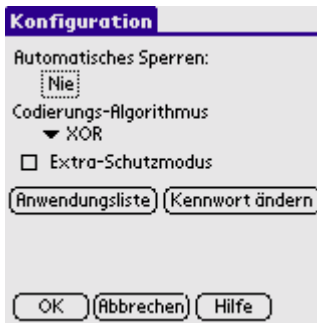 Konfiguration
Automatisches Sperren:
Nie
Codierungs-Algorithmus
XOR
Extra-Schutzmodus
Anwendungsliste Kennwort ändern
OK Abbrechen Hilfe